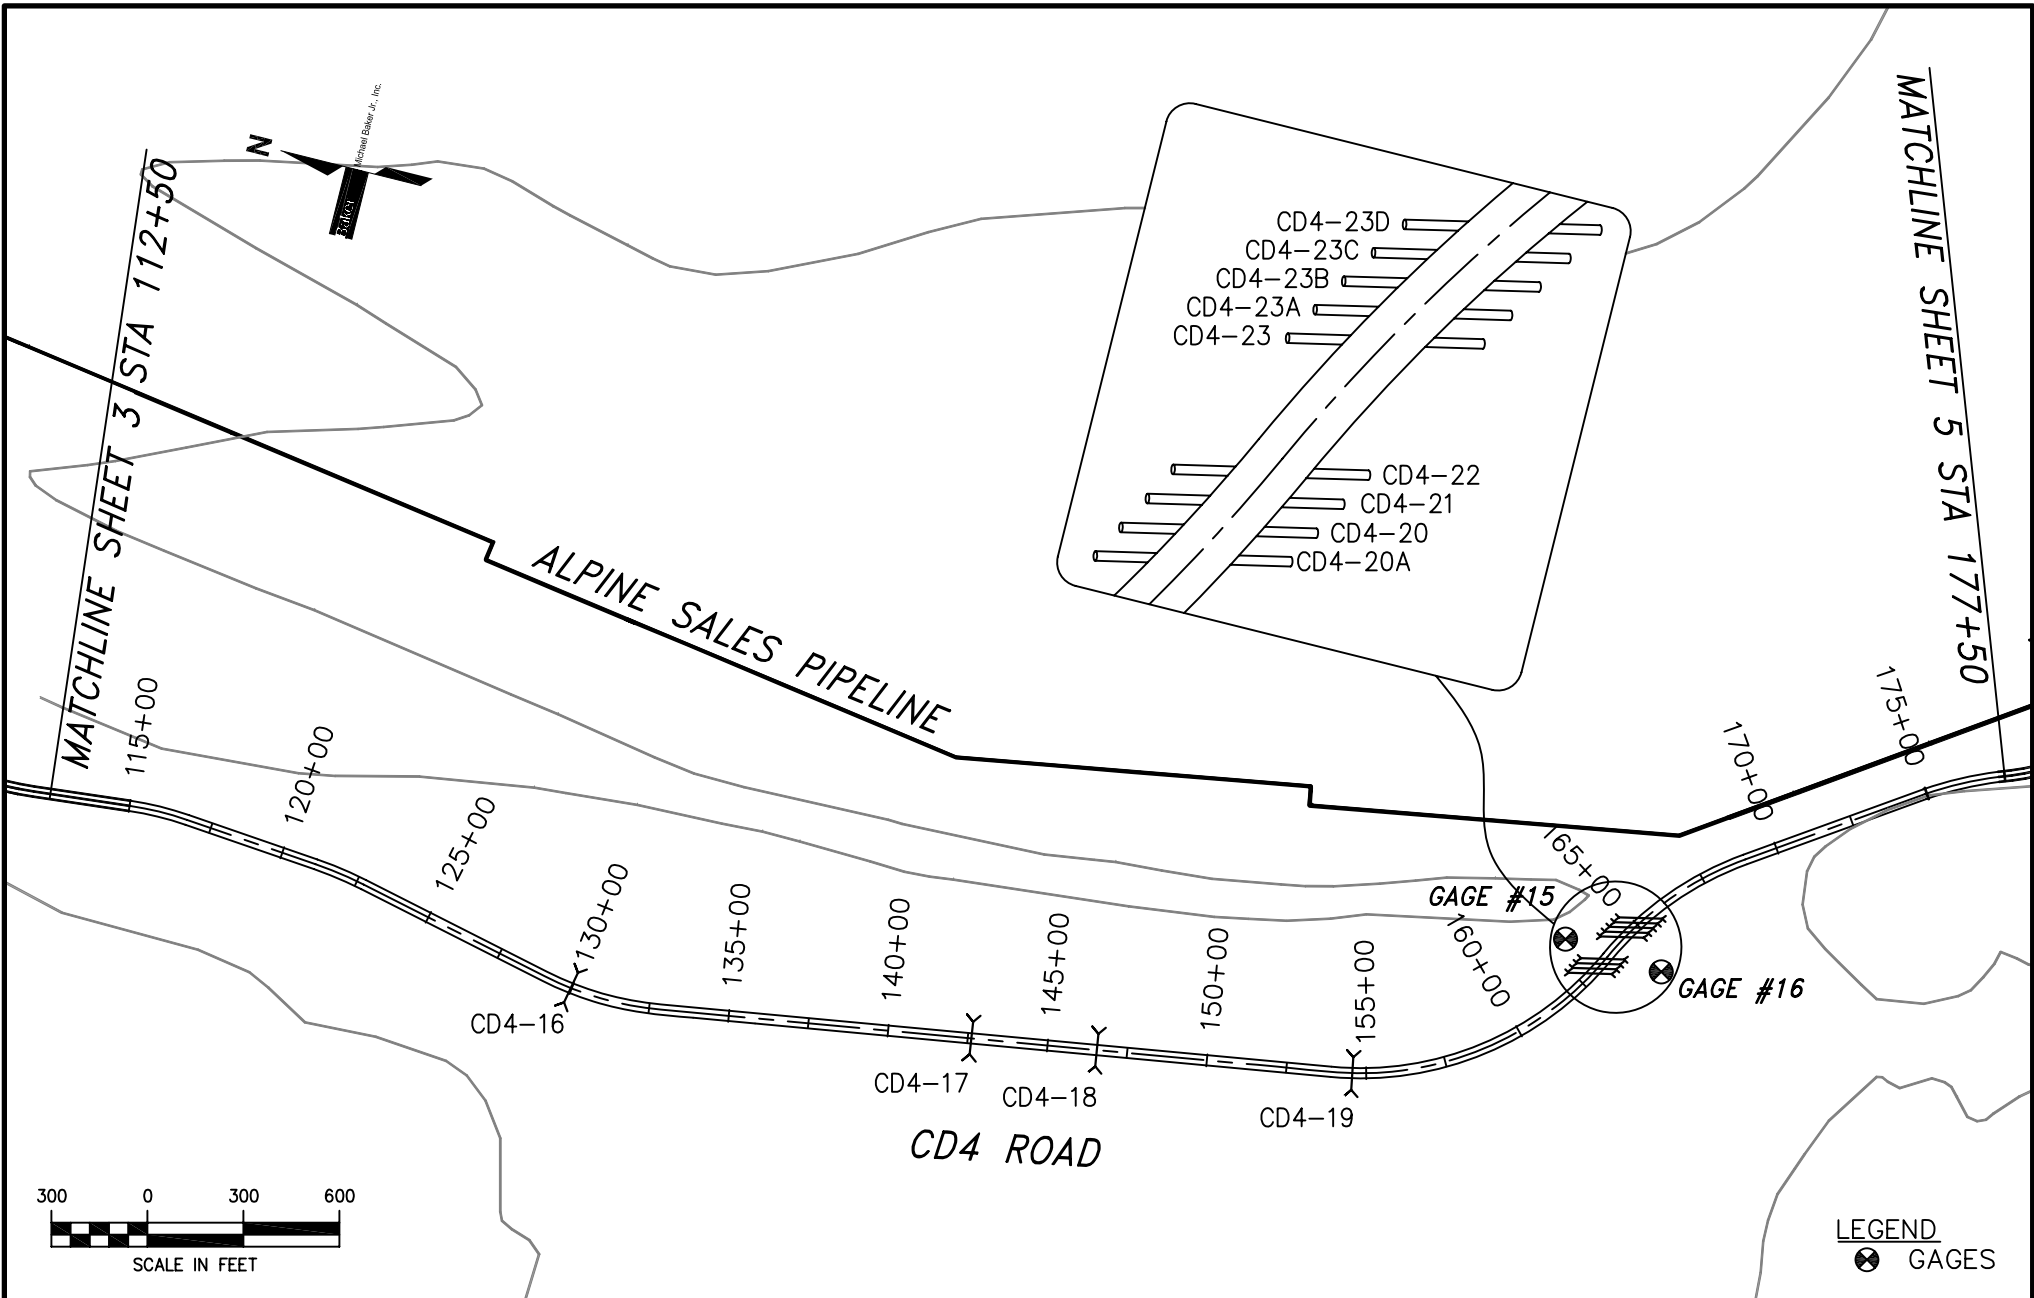 N
Michael Baker Jr., Inc.
Baker
MATCHLINE SHEET 3 STA 112+50
MATCHLINE SHEET 5 STA 177+50
CD4-23D
CD4-23C
CD4-23B
CD4-23A
CD4-23
CD4-22
CD4-21
CD4-20
CD4-20A
ALPINE SALES PIPELINE
115+00
120+00
125+00
130+00
135+00
140+00
145+00
150+00
155+00
160+00
165+00
170+00
175+00
GAGE #15
GAGE #16
CD4-16
CD4-17
CD4-18
CD4-19
CD4 ROAD
300 0 300 600
SCALE IN FEET
LEGEND
GAGES